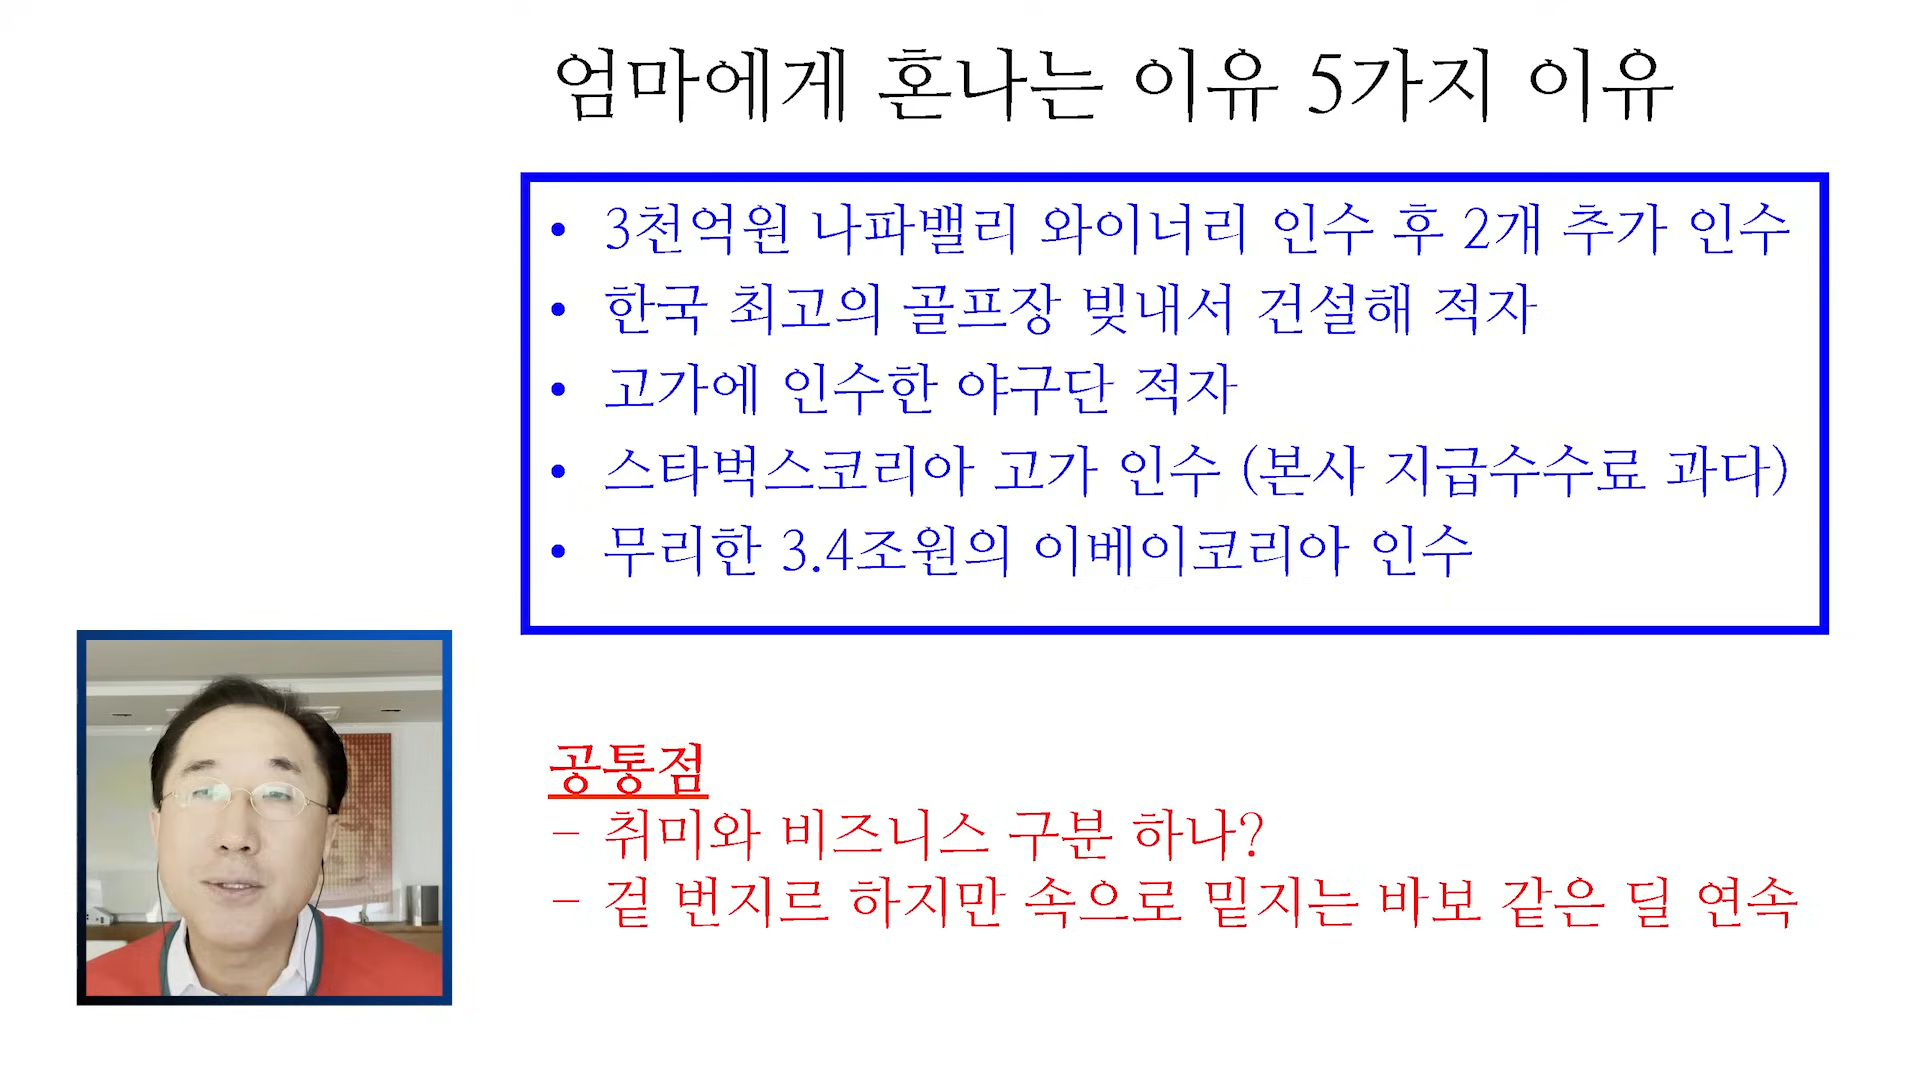 엄마에게 혼나는 이유 5가지 이유
• 3천억원 나파밸리 와이너리 인수 후 2개 추가 인수
• 한국 최고의 골프장 빚내서 건설해 적자
• 고가에 인수한 야구단 적자
• 스타벅스코리아 고가 인수 (본사 지급수수료 과다)
• 무리한 3.4조원의 이베이코리아 인수
공통점
- 취미와 비즈니스 구분 하나?
- 겉 번지르 하지만 속으로 밑지는 바보 같은 딜 연속